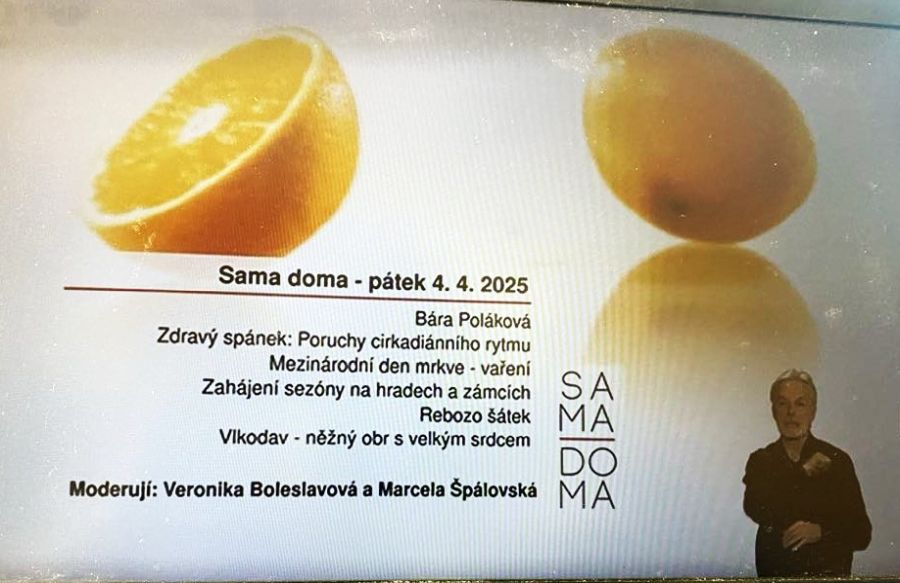 Sama doma - pátek 4. 4. 2025
Bára Poláková
Zdravý spánek: Poruchy cirkadiánního rytmu
Mezinárodní den mrkve - vaření
Zahájení sezóny na hradech a zámcích
Rebozo šátek
Vlkodav - něžný obr s velkým srdcem
Moderují: Veronika Boleslavová a Marcela Špálovská
SA
MA
DO
MA